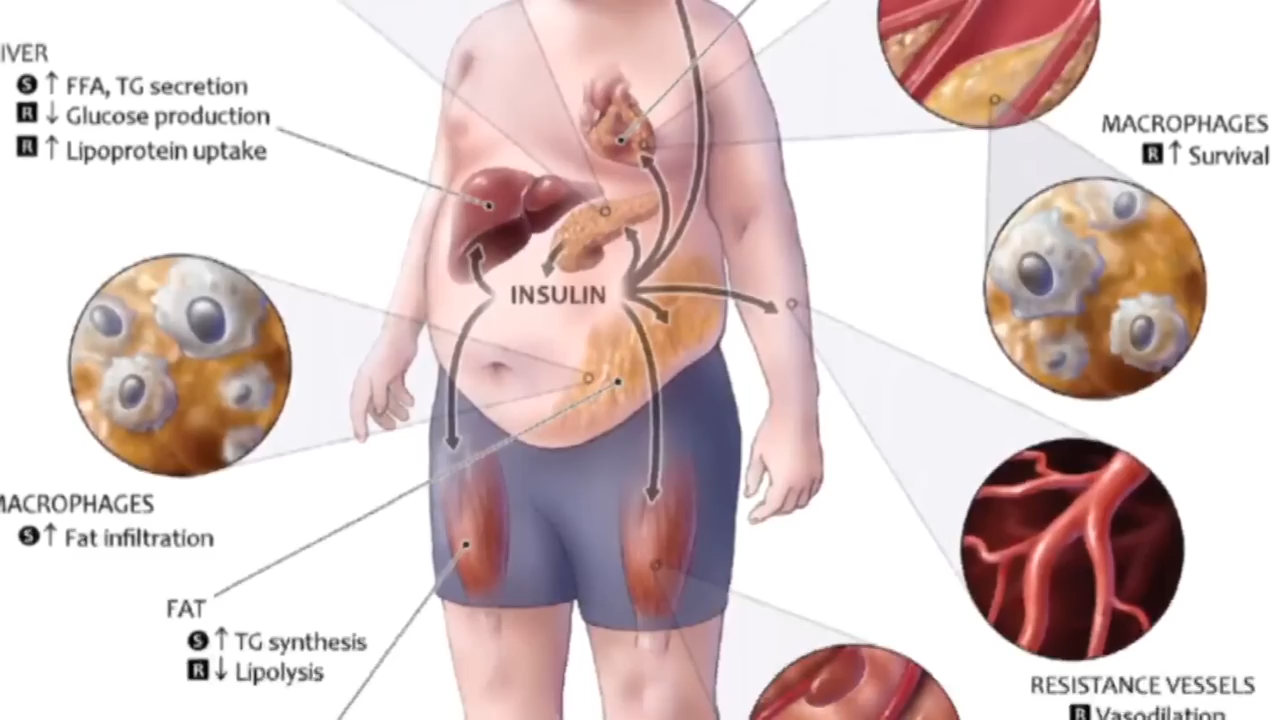 IVER
S ↑ FFA, TG secretion
R ↓ Glucose production
R ↑ Lipoprotein uptake
MACROPHAGES
R ↑ Survival
INSULIN
MACROPHAGES
S ↑ Fat infiltration
FAT
S ↑ TG synthesis
R ↓ Lipolysis
RESISTANCE VESSELS
R Vasodilation